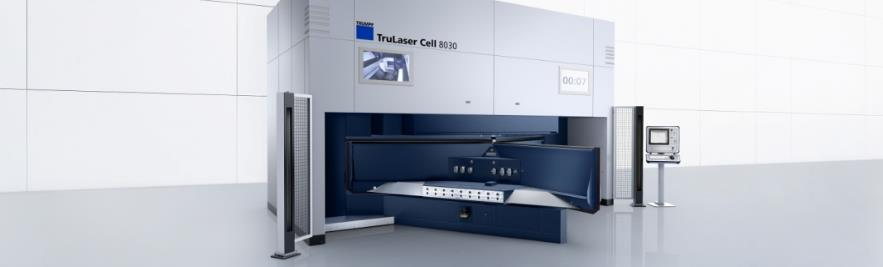 TRUMPF
TruLaser Cell 8030
00:07